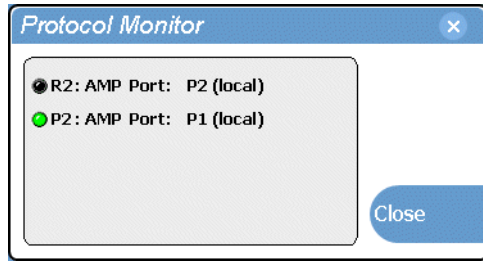 Protocol Monitor
R2: AMP Port: P2 (local)
P2: AMP Port: P1 (local)
Close